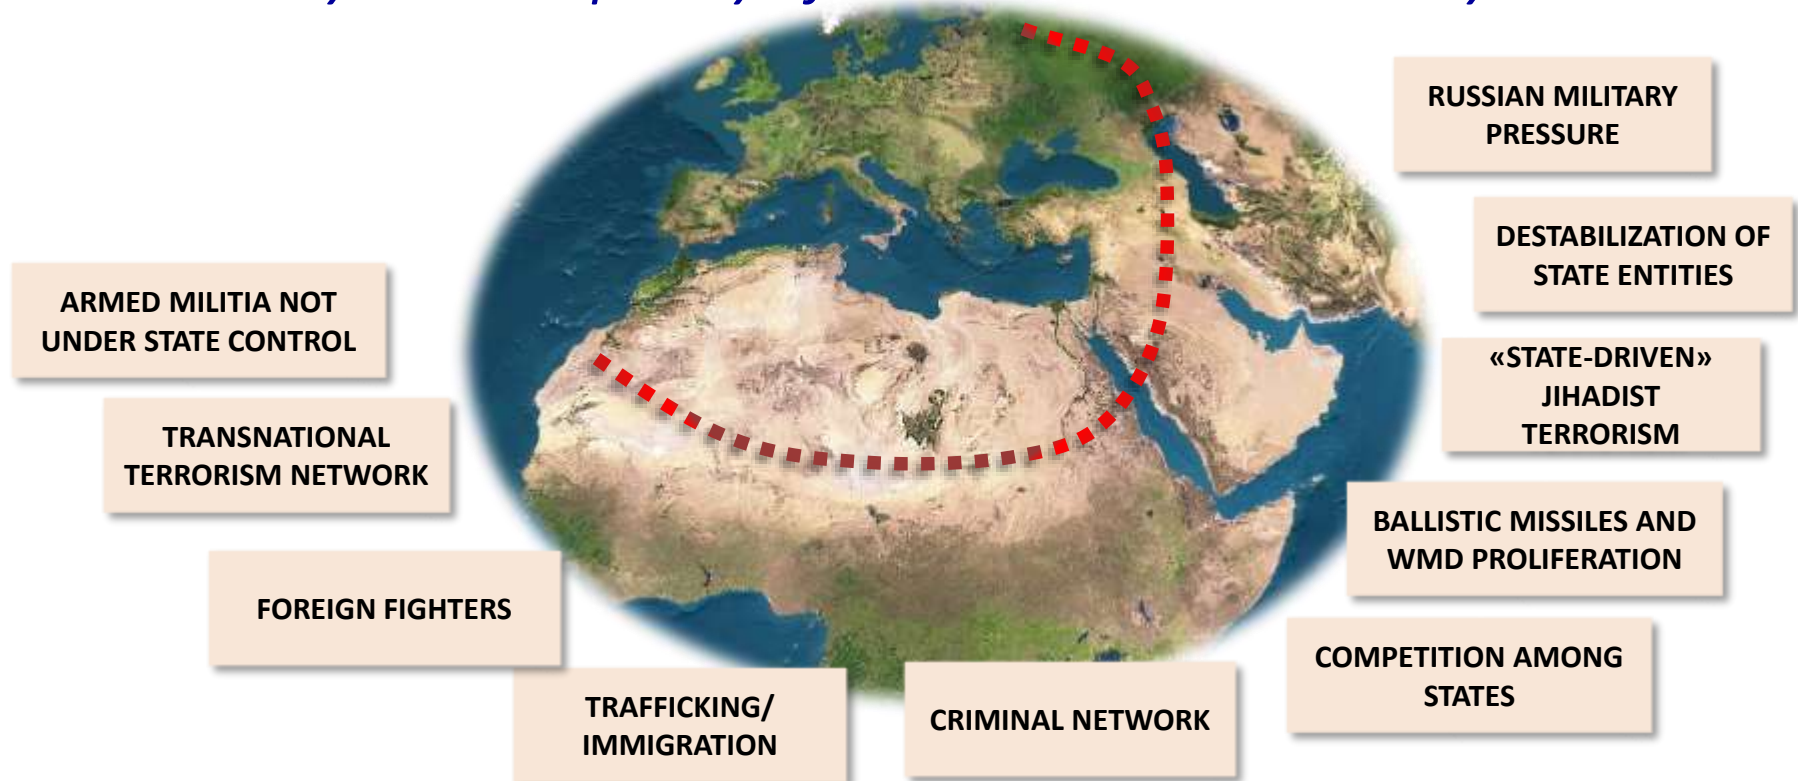 RUSSIAN MILITARY
PRESSURE
DESTABILIZATION OF
STATE ENTITIES
«STATE-DRIVEN»
JIHADIST
TERRORISM
BALLISTIC MISSILES AND
WMD PROLIFERATION
COMPETITION AMONG
STATES
CRIMINAL NETWORK
TRAFFICKING/
IMMIGRATION
FOREIGN FIGHTERS
TRANSNATIONAL
TERRORISM NETWORK
ARMED MILITIA NOT
UNDER STATE CONTROL